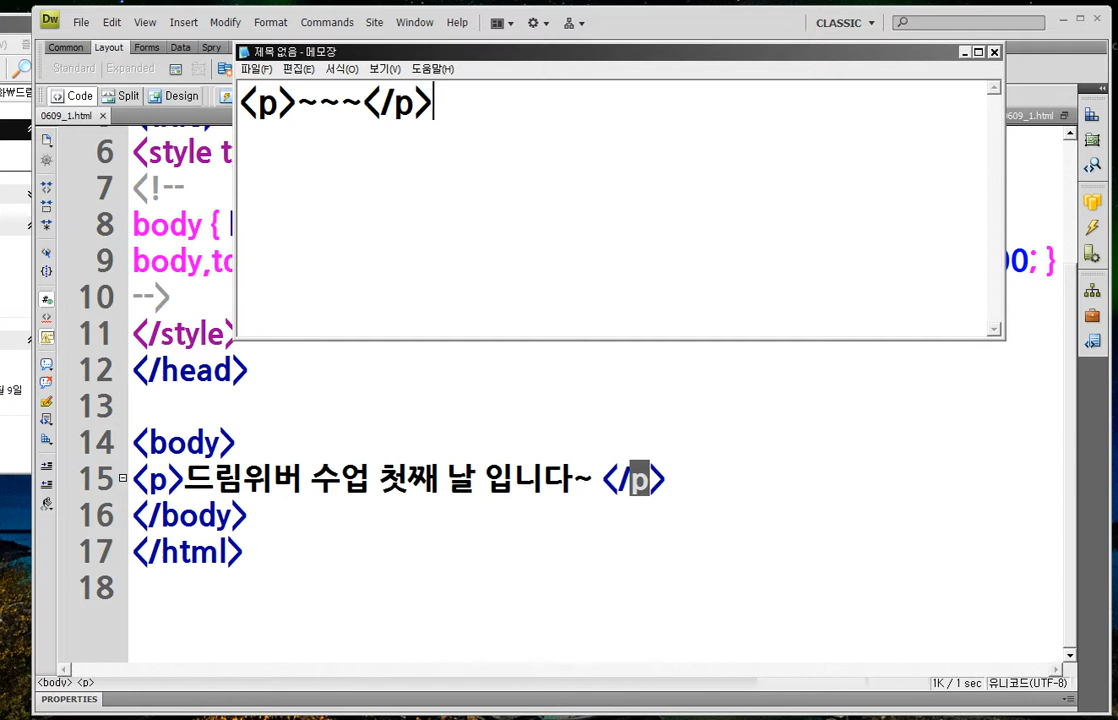 Dw File Edit View Insert Modify Format Commands Site Window Help CLASSIC
Common Layout Forms Data Spry
Standard Expanded
Code Split Design
0609_1.html
제목 없음 - 메모장
파일(F) 편집(E) 서식(O) 보기(V) 도움말(H)
<p>~~~</p>
0609_1.html
6 <style t
7 <!--
8 body {
9 body,t 00; }
10 -->
11 </style>
12 </head>
13
14 <body>
15 <p>드림위버 수업 첫째 날 입니다~ </p>
16 </body>
17 </html>
18
<body> <p> 1K / 1 sec 유니코드(UTF-8)
PROPERTIES
9일